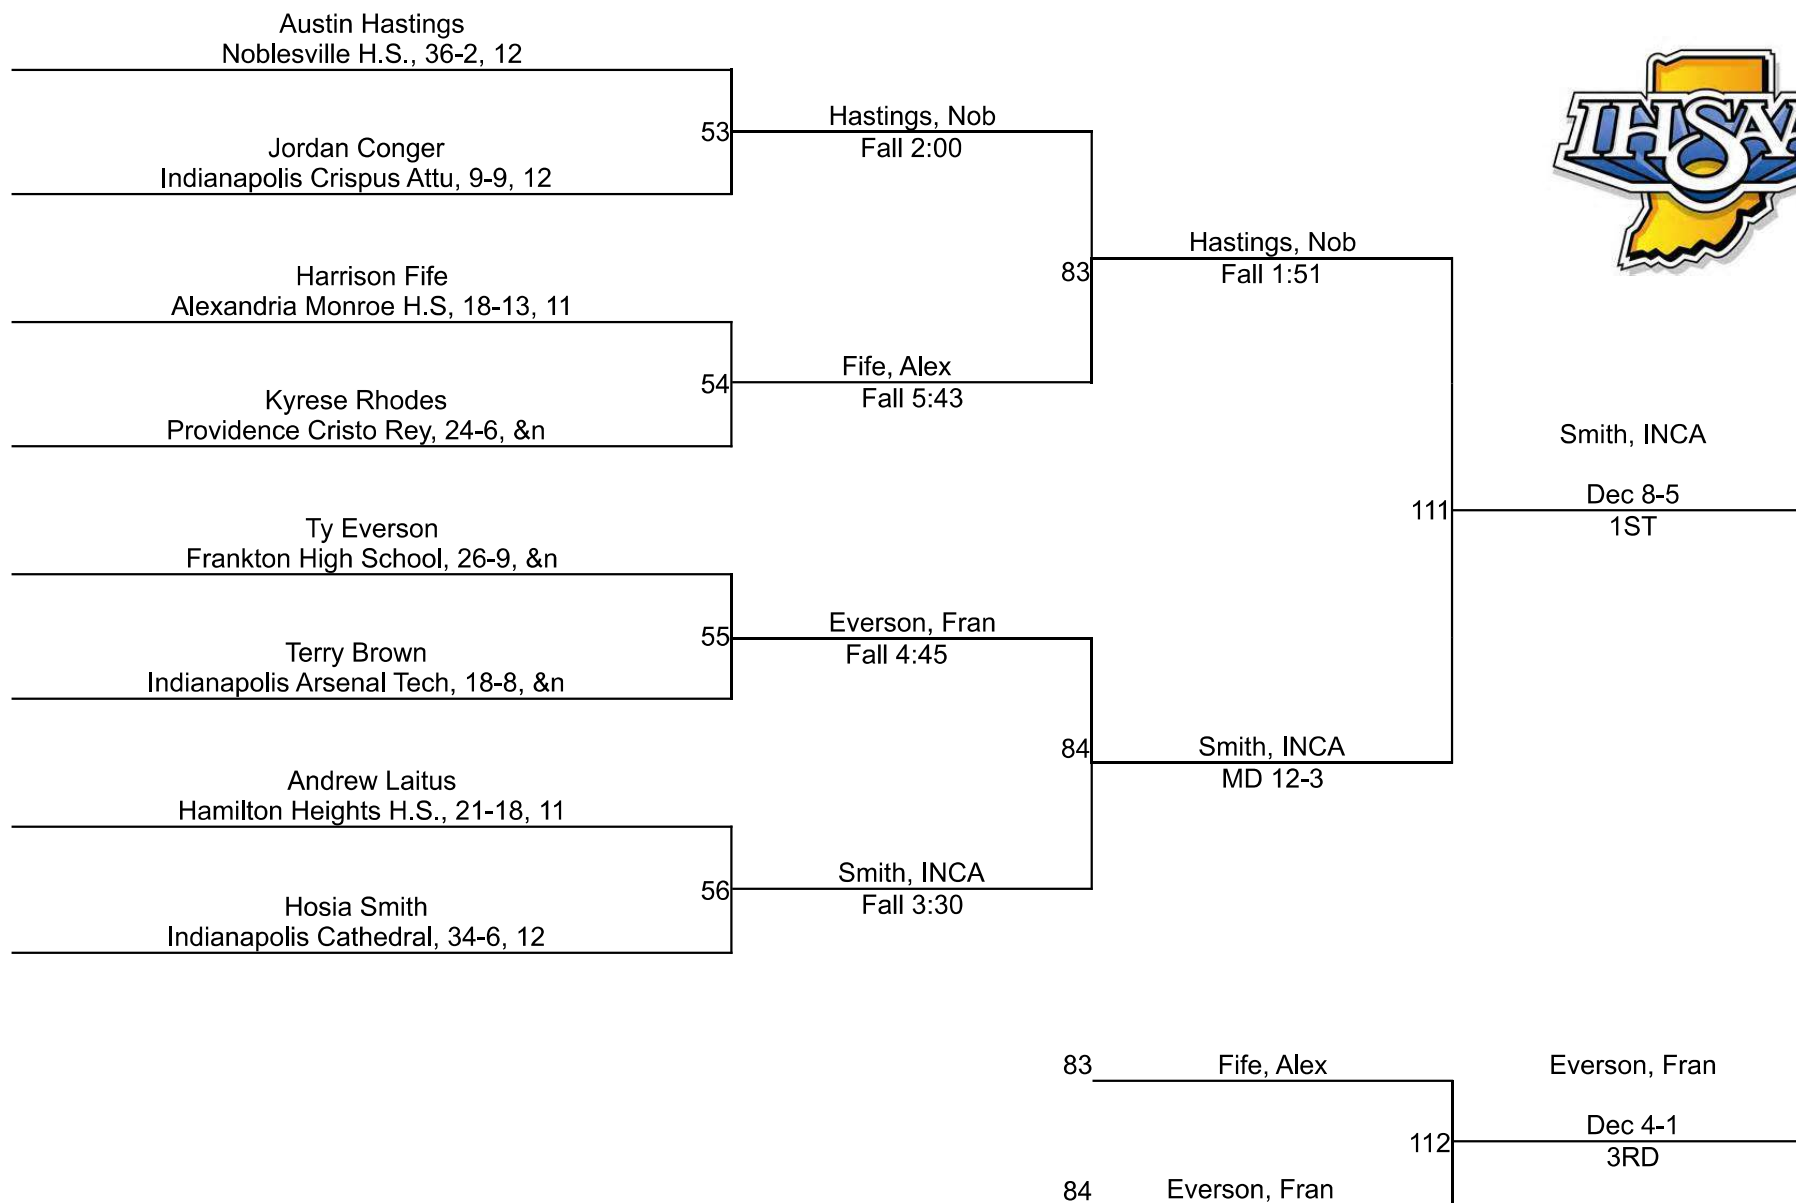 Austin Hastings
Noblesville H.S., 36-2, 12
53
Jordan Conger
Indianapolis Crispus Attu, 9-9, 12
Hastings, Nob
Fall 2:00
Harrison Fife
Alexandria Monroe H.S, 18-13, 11
54
Kyrese Rhodes
Providence Cristo Rey, 24-6, &n
Fife, Alex
Fall 5:43
83
Hastings, Nob
Fall 1:51
Ty Everson
Frankton High School, 26-9, &n
55
Terry Brown
Indianapolis Arsenal Tech, 18-8, &n
Everson, Fran
Fall 4:45
Andrew Laitus
Hamilton Heights H.S., 21-18, 11
56
Hosia Smith
Indianapolis Cathedral, 34-6, 12
Smith, INCA
Fall 3:30
84
Smith, INCA
MD 12-3
111
Smith, INCA
Dec 8-5
1ST
IHSAA
83
Fife, Alex
84
Everson, Fran
112
Everson, Fran
Dec 4-1
3RD